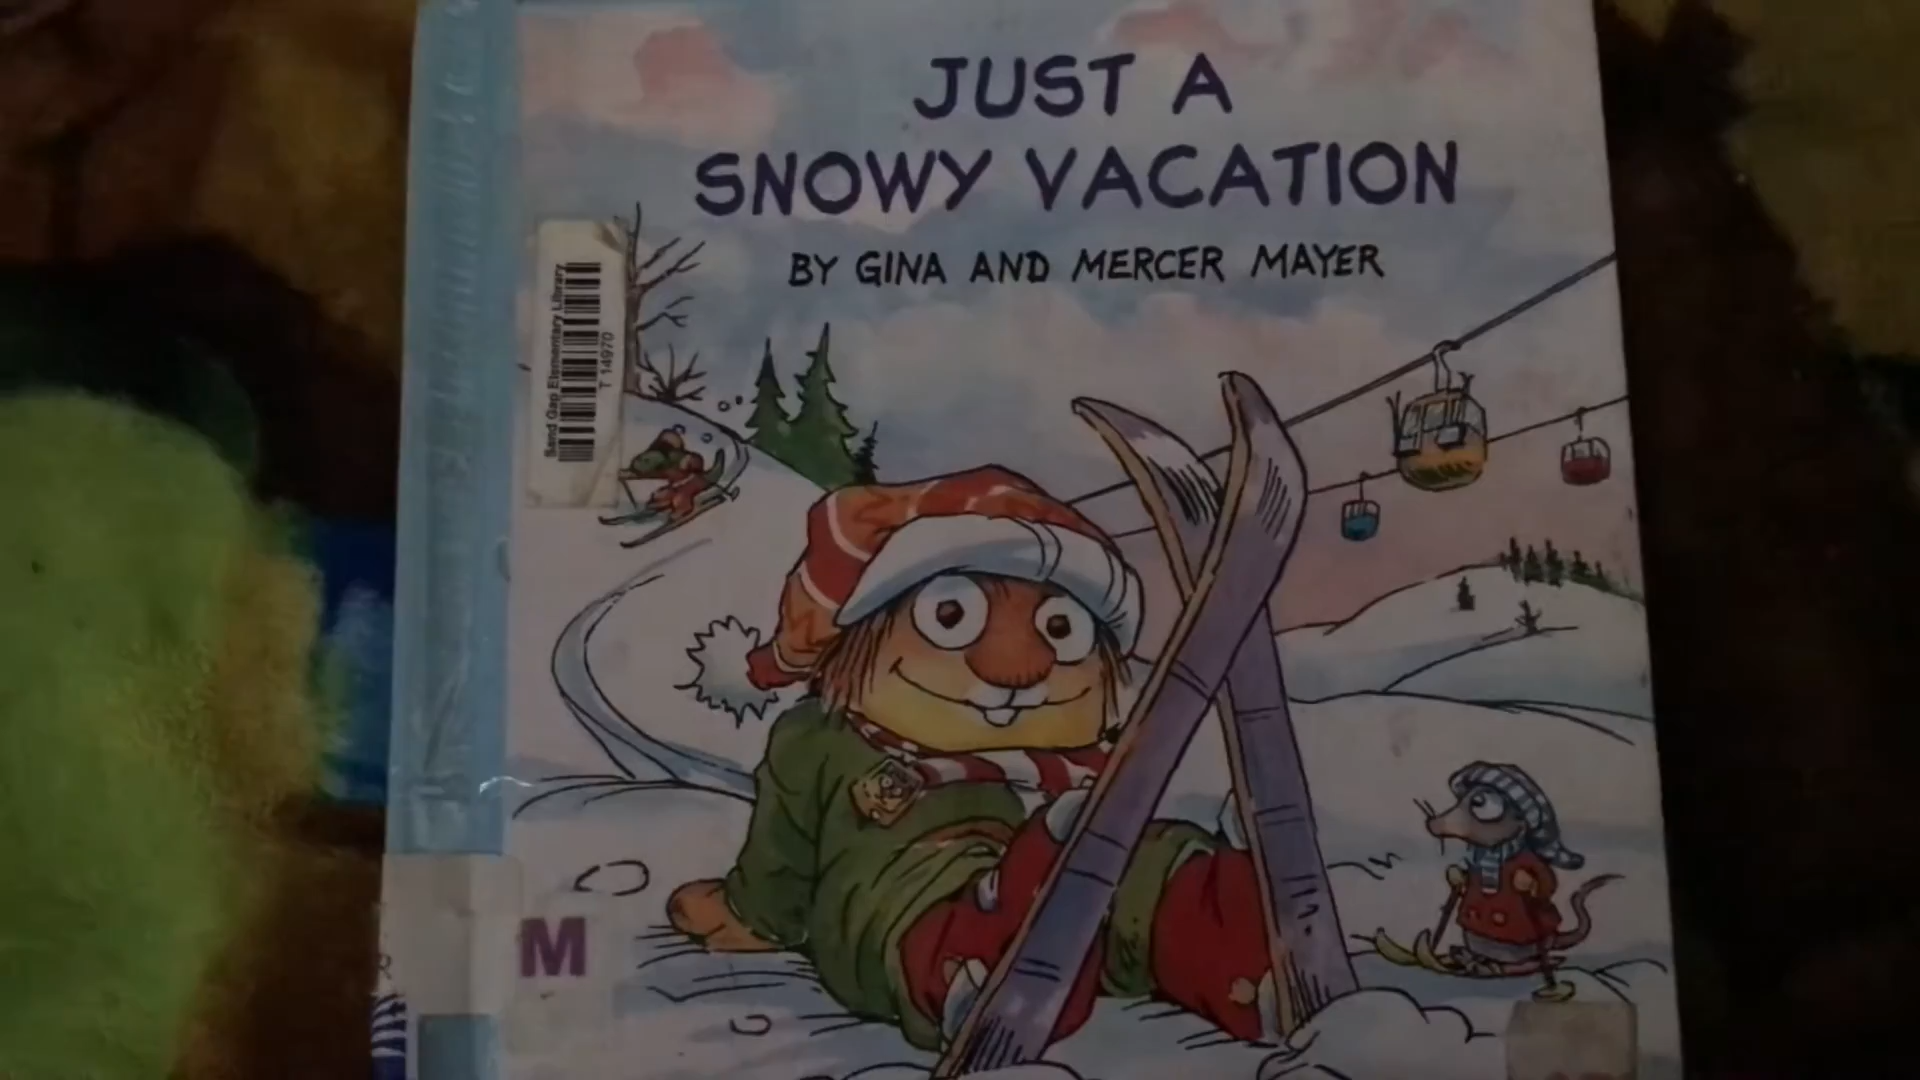 JUST A
SNOWY VACATION
BY GINA AND MERCER MAYER
Sand Gap Elementary Library
T 14970
M